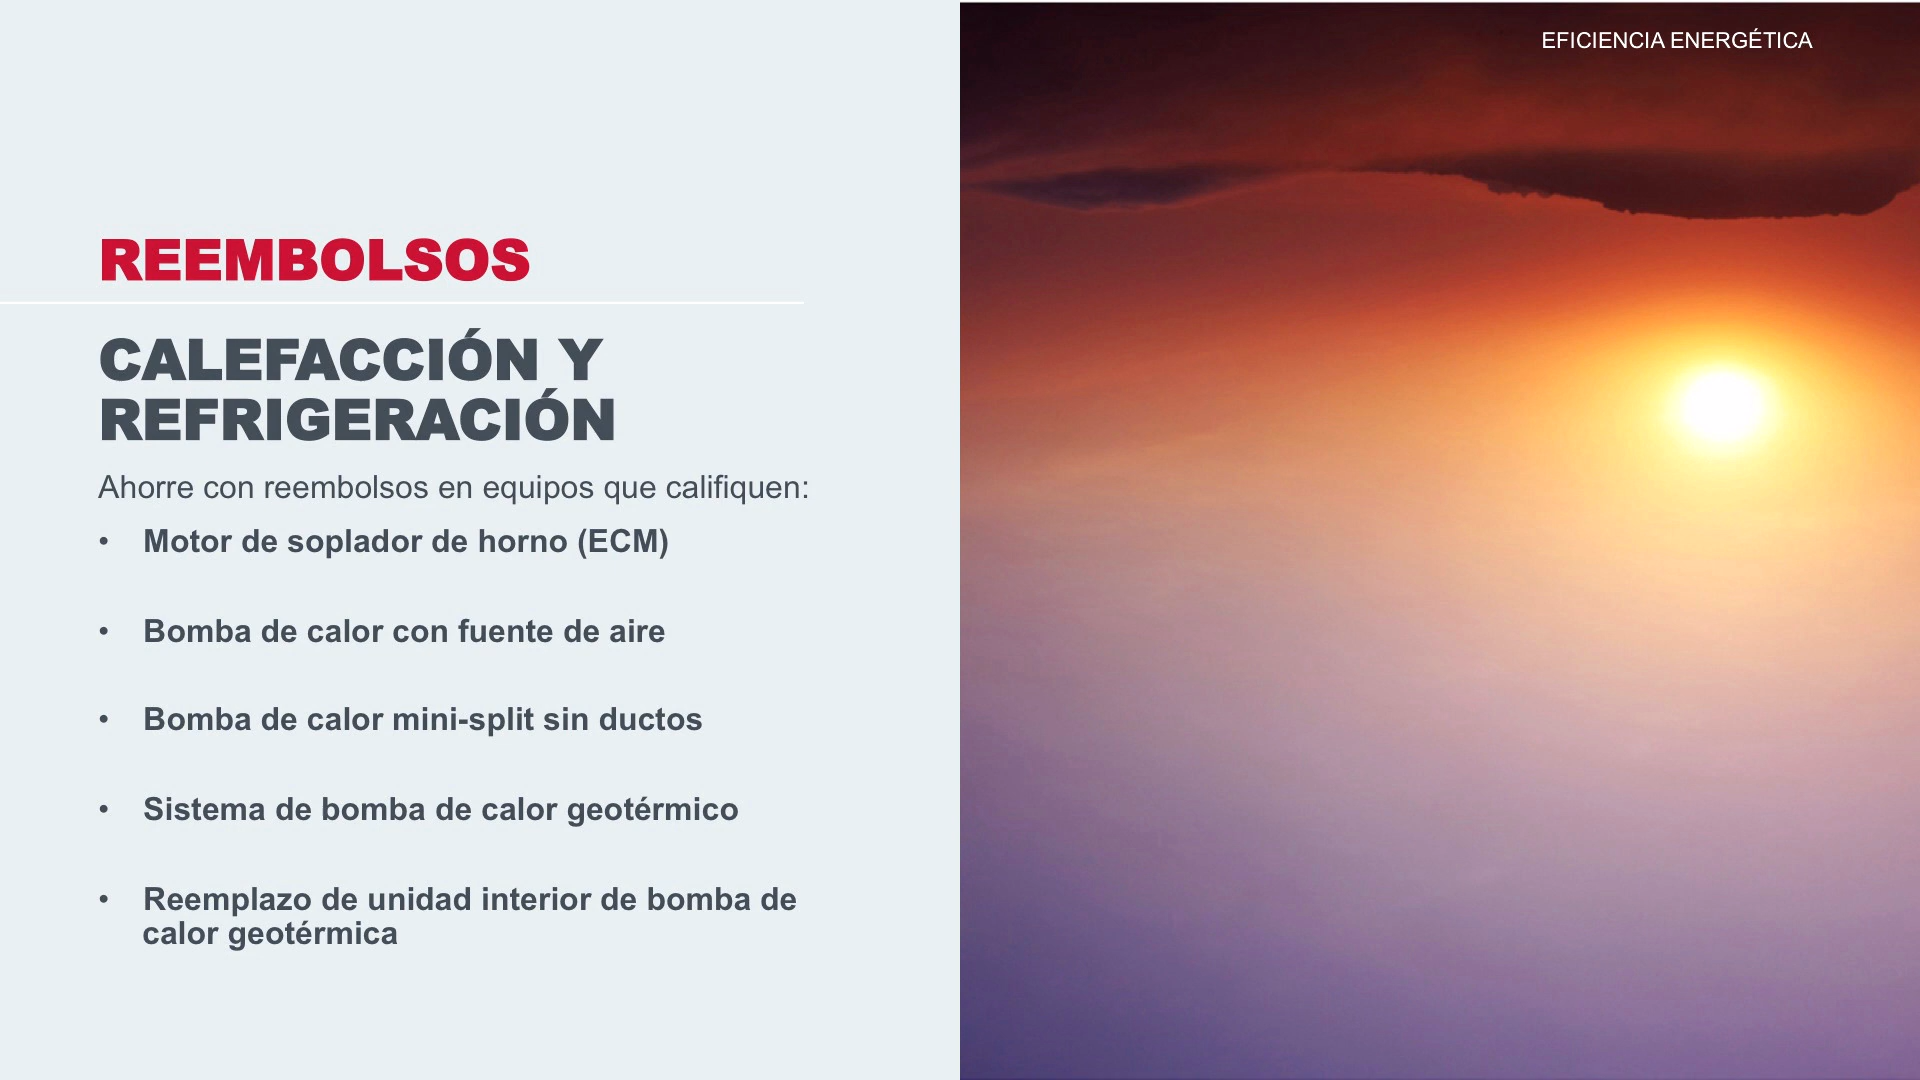 EFICIENCIA ENERGÉTICA
REEMBOLSOS
CALEFACCIÓN Y
REFRIGERACIÓN
Ahorre con reembolsos en equipos que califiquen:
• Motor de soplador de horno (ECM)
• Bomba de calor con fuente de aire
• Bomba de calor mini-split sin ductos
• Sistema de bomba de calor geotérmico
• Reemplazo de unidad interior de bomba de
calor geotérmica